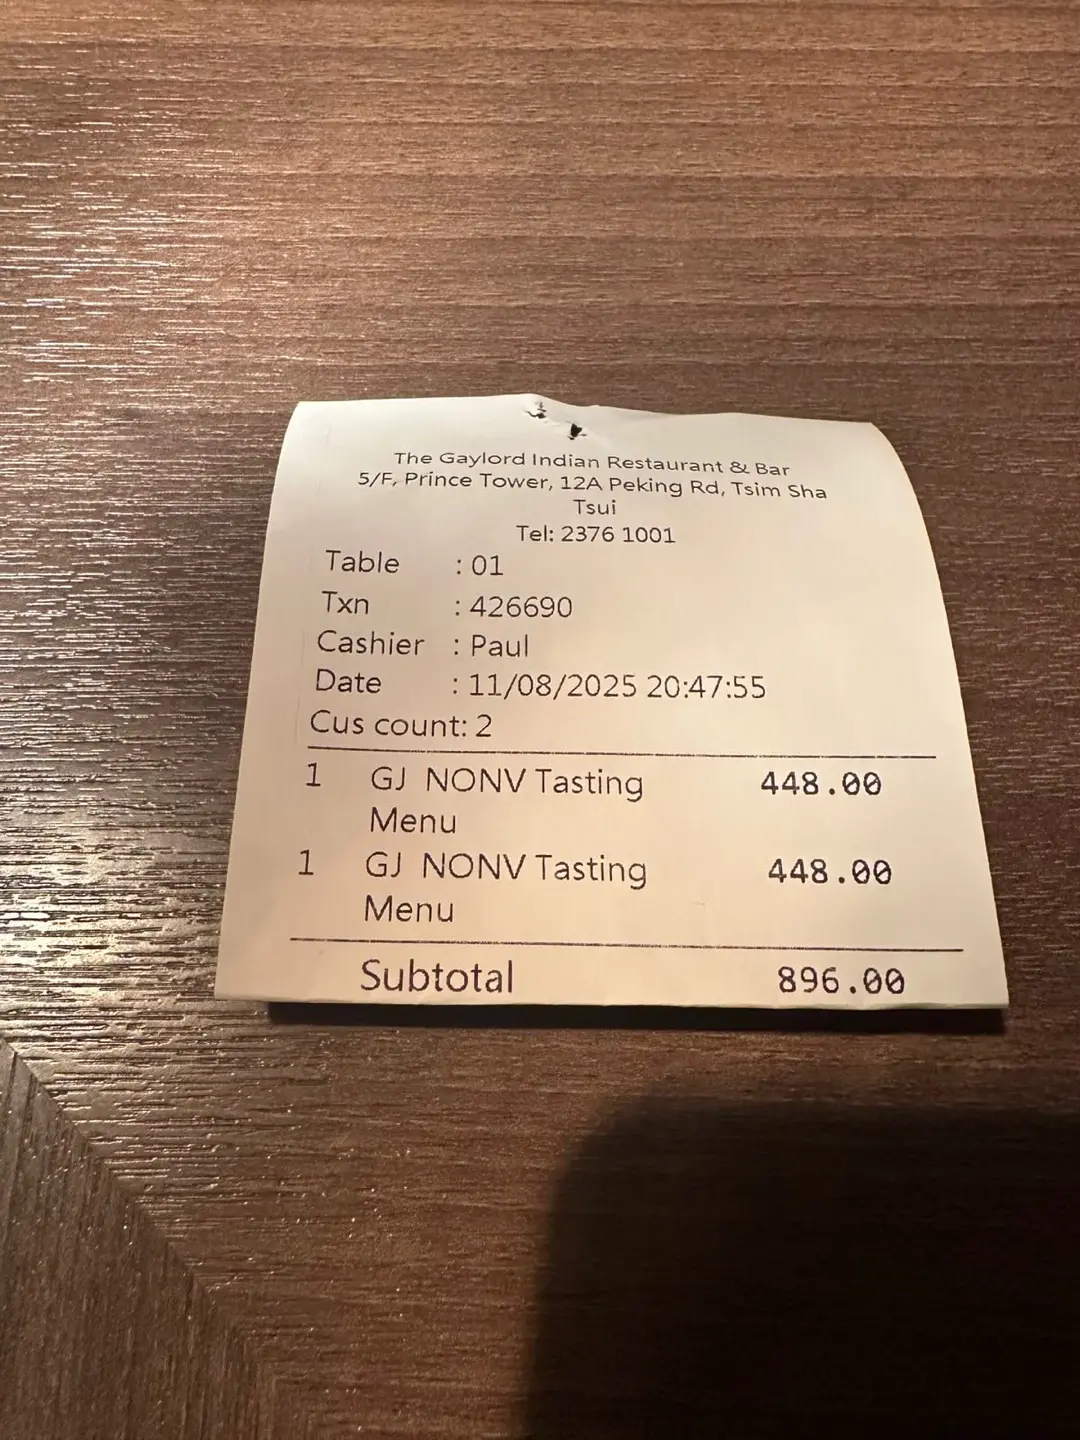 The Gaylord Indian Restaurant & Bar
5/F, Prince Tower, 12A Peking Rd, Tsim Sha
Tsui
Tel: 2376 1001
Table : 01
Txn : 426690
Cashier : Paul
Date : 11/08/2025 20:47:55
Cus count: 2
1 GJ NONV Tasting 448.00
Menu
1 GJ NONV Tasting 448.00
Menu
Subtotal 896.00